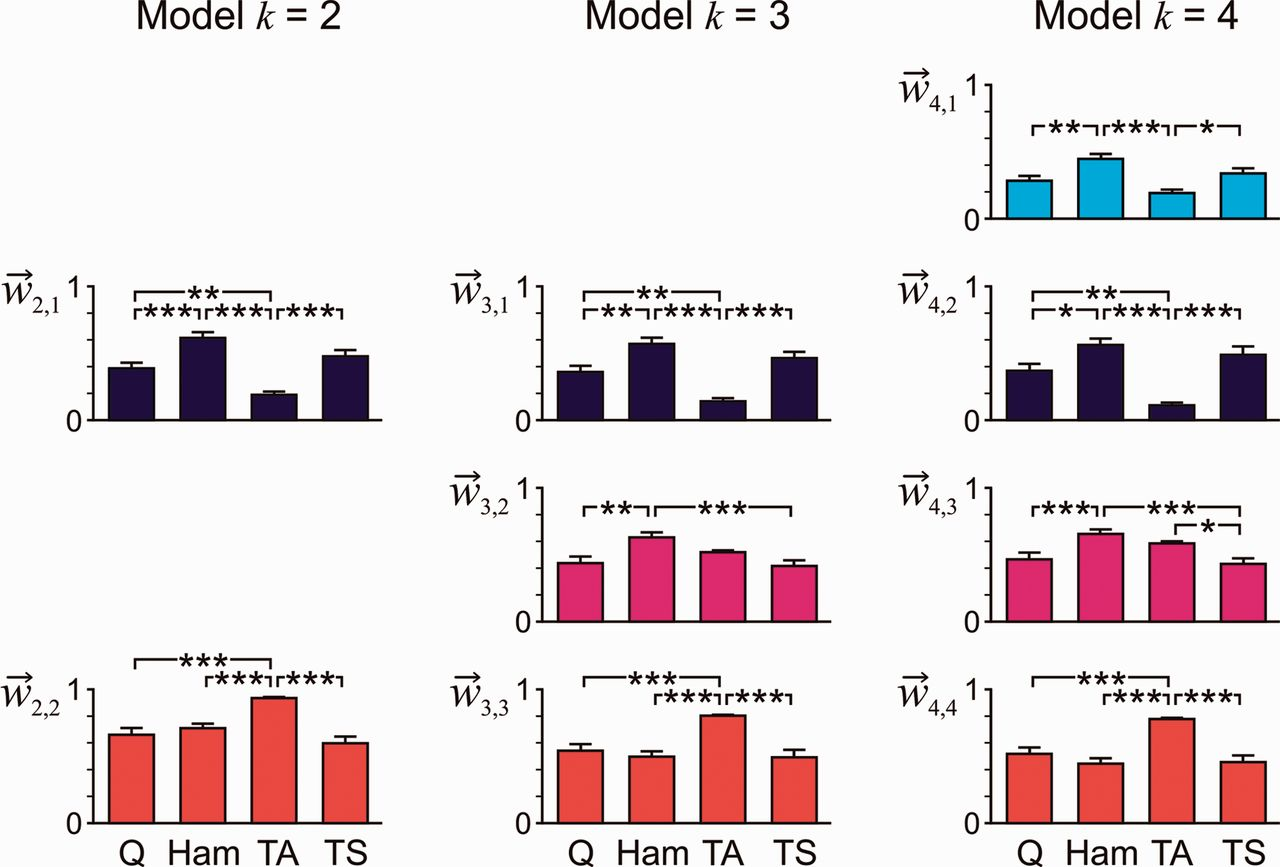 Model k = 2
Model k = 3
Model k = 4
w⃗4,1
1
** *** *
0
w⃗2,1
1
**
*** *** ***
0
w⃗3,1
1
**
** *** ***
0
w⃗4,2
1
**
* *** ***
0
w⃗3,2
1
** ***
0
w⃗4,3
1
*** ***
*
0
w⃗2,2
1
***
*** ***
0
w⃗3,3
1
***
*** ***
0
w⃗4,4
1
***
*** ***
0
Q Ham TA TS
Q Ham TA TS
Q Ham TA TS